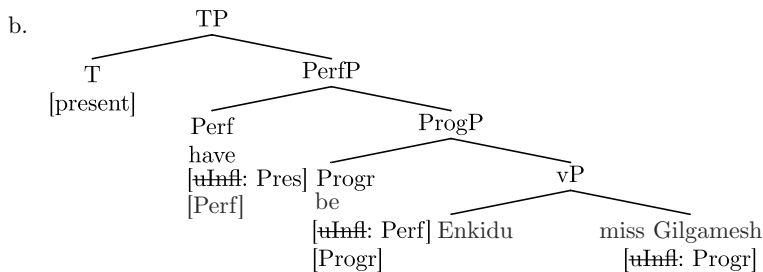 b.
TP
T
PerfP
[present]
Perf
ProgP
have
[uInfl: Pres]
Progr
vP
[Perf]
be
[uInfl: Perf]
Enkidu
miss Gilgamesh
[Progr]
[uInfl: Progr]